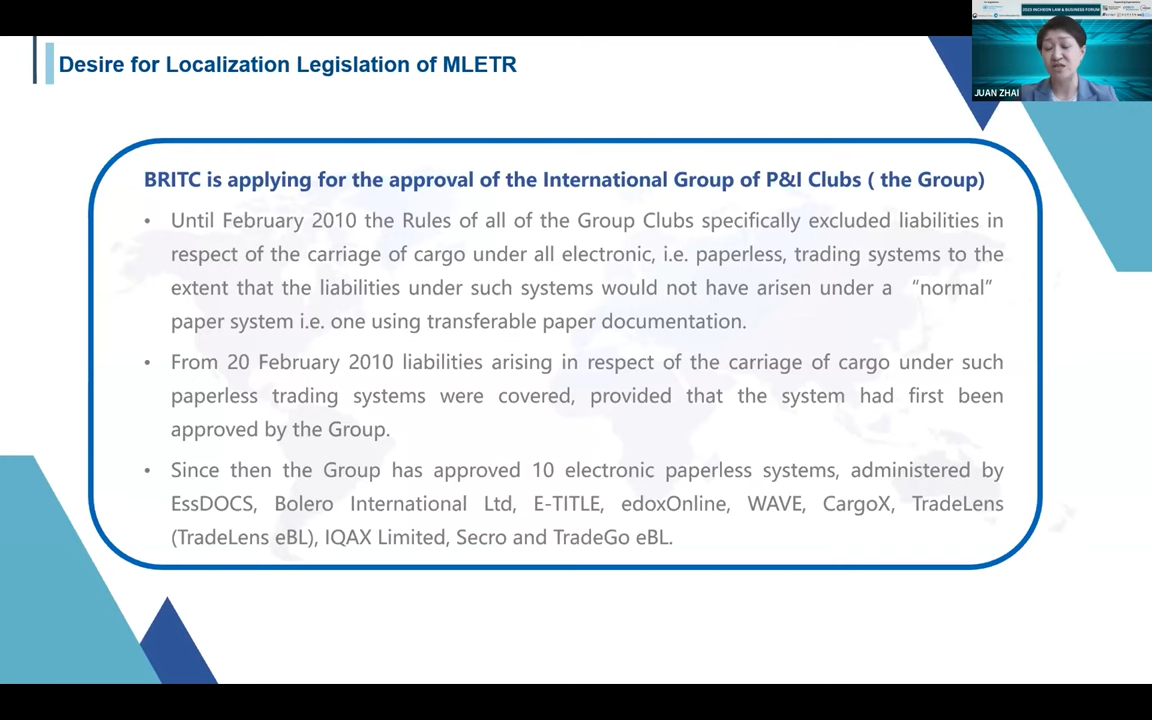 2023 INCHEON LAW & BUSINESS FORUM
JUAN ZHAI
Desire for Localization Legislation of MLETR
BRITC is applying for the approval of the International Group of P&I Clubs ( the Group)
• Until February 2010 the Rules of all of the Group Clubs specifically excluded liabilities in
respect of the carriage of cargo under all electronic, i.e. paperless, trading systems to the
extent that the liabilities under such systems would not have arisen under a “normal”
paper system i.e. one using transferable paper documentation.
• From 20 February 2010 liabilities arising in respect of the carriage of cargo under such
paperless trading systems were covered, provided that the system had first been
approved by the Group.
• Since then the Group has approved 10 electronic paperless systems, administered by
EssDOCS, Bolero International Ltd, E-TITLE, edoxOnline, WAVE, CargoX, TradeLens
(TradeLens eBL), IQAX Limited, Secro and TradeGo eBL.